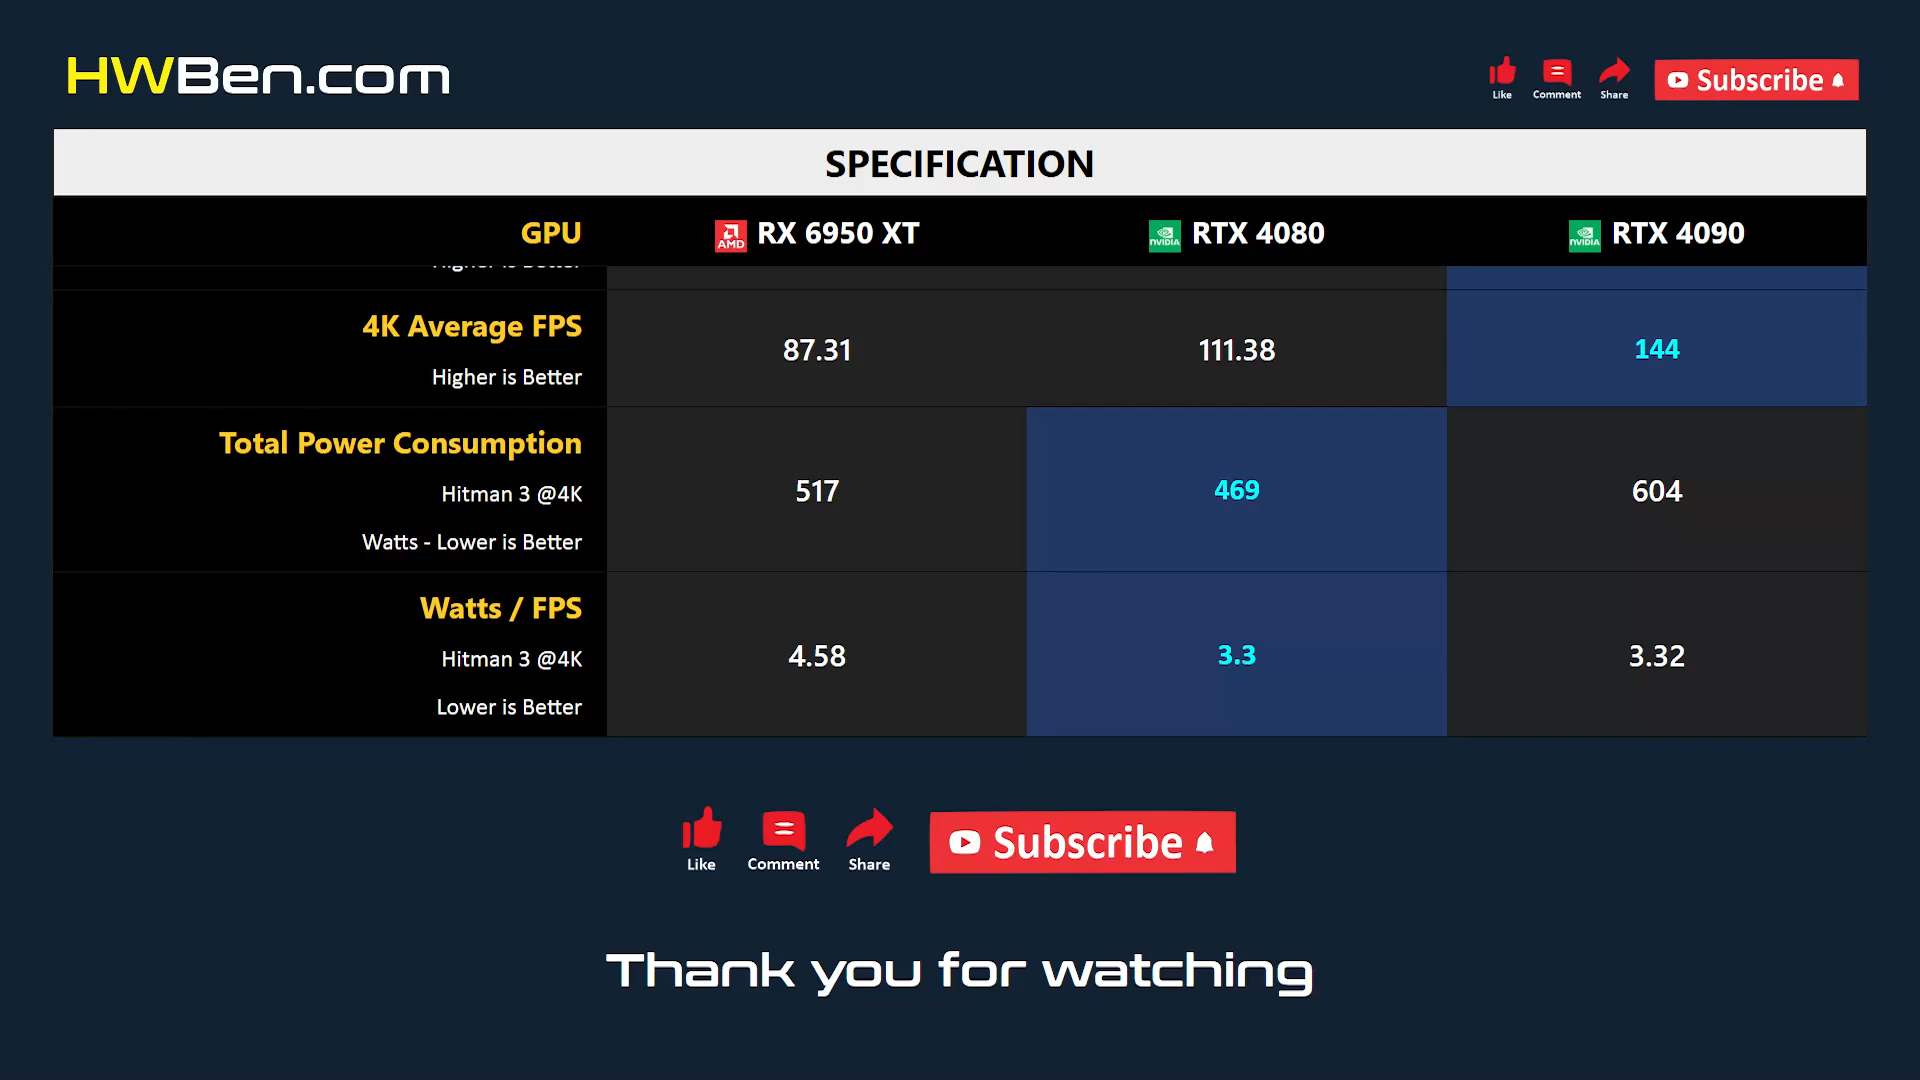 HWBen.com
Like Comment Share Subscribe
SPECIFICATION
GPU AMD RX 6950 XT NVIDIA RTX 4080 NVIDIA RTX 4090
Higher is Better
4K Average FPS
Higher is Better
87.31 111.38 144
Total Power Consumption
Hitman 3 @4K
Watts - Lower is Better
517 469 604
Watts / FPS
Hitman 3 @4K
Lower is Better
4.58 3.3 3.32
Like Comment Share Subscribe
Thank you for watching